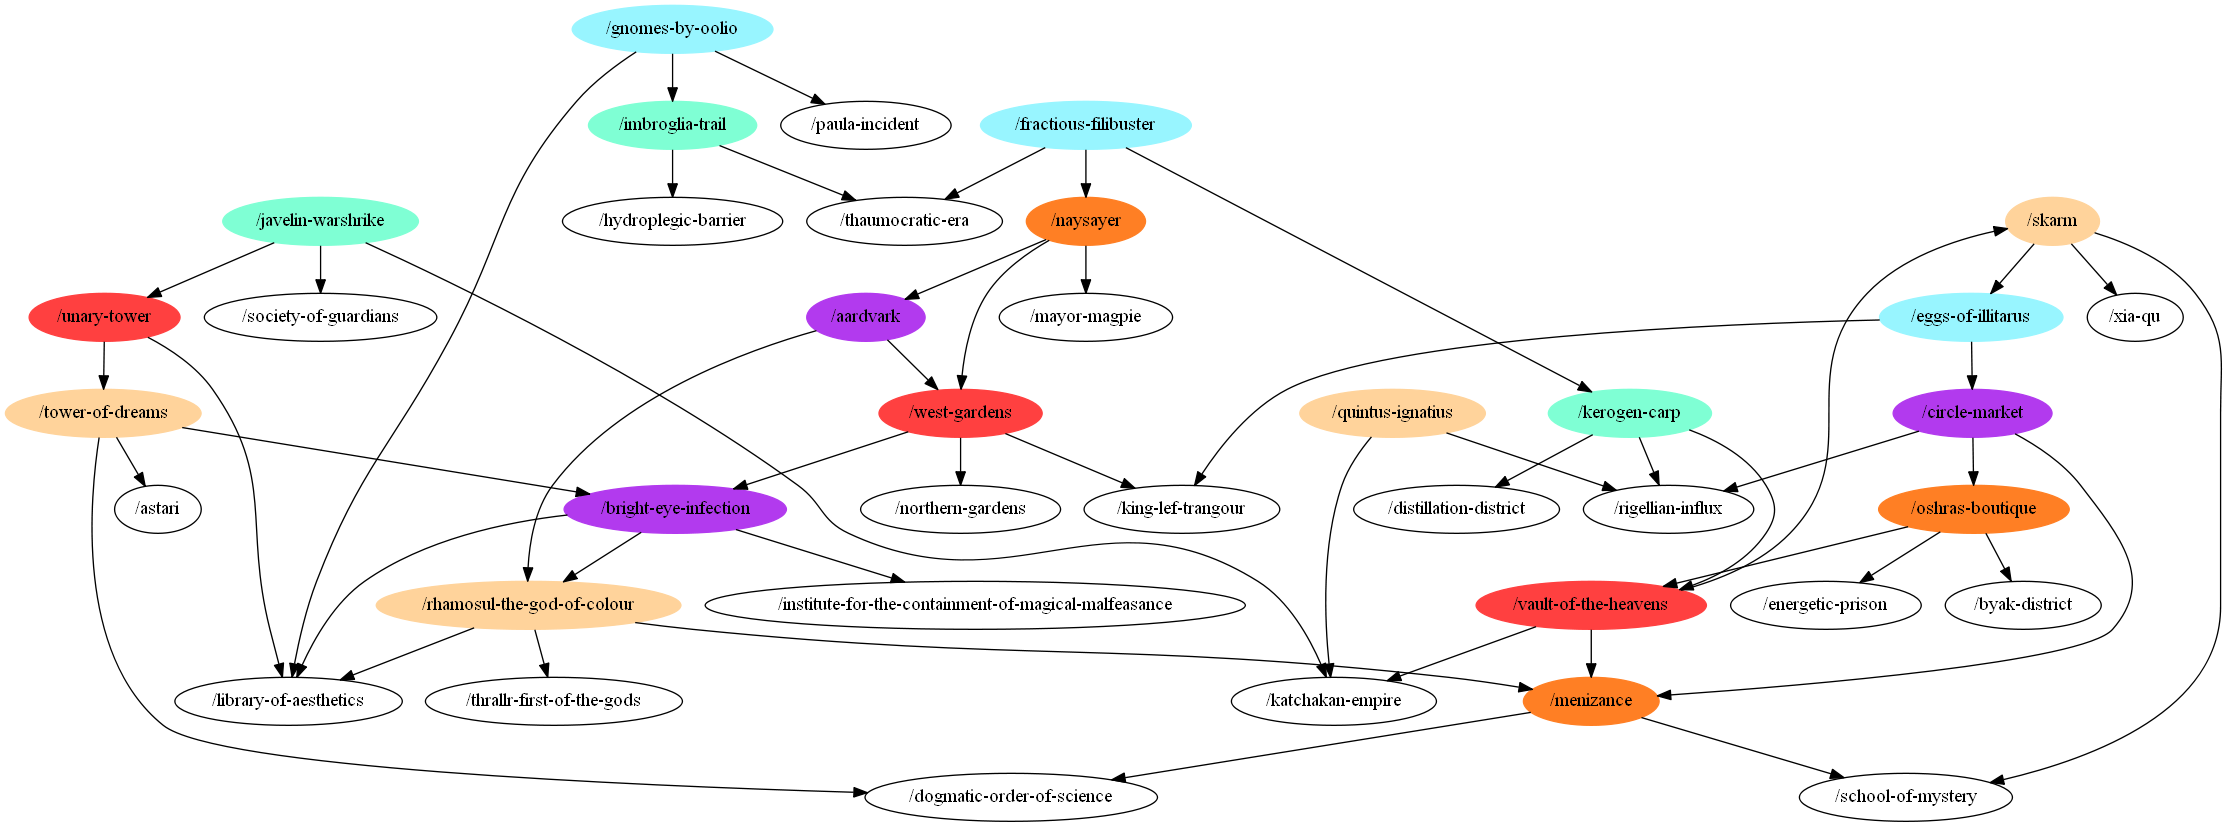 /gnomes-by-oolio
/imbroglia-trail
/paula-incident
/fractious-filibuster
/javelin-warshrike
/hydroplegic-barrier
/thaumocratic-era
/naysayer
/skarm
/unary-tower
/society-of-guardians
/aardvark
/mayor-magpie
/eggs-of-illitarus
/xia-qu
/tower-of-dreams
/west-gardens
/quintus-ignatius
/kerogen-carp
/circle-market
/astari
/bright-eye-infection
/northern-gardens
/king-lef-trangour
/distillation-district
/rigellian-influx
/oshras-boutique
/rhamosul-the-god-of-colour
/institute-for-the-containment-of-magical-malfeasance
/vault-of-the-heavens
/energetic-prison
/byak-district
/library-of-aesthetics
/thrallr-first-of-the-gods
/katchakan-empire
/menizance
/dogmatic-order-of-science
/school-of-mystery